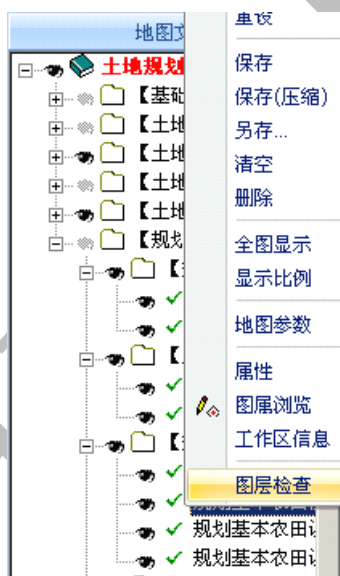 地图文
土地规划
【基础
【土地
【土地
【土地
【土地
【规划
规划基本农田
规划基本农田
重设
保存
保存(压缩)
另存...
清空
删除
全图显示
显示比例
地图参数
属性
图属浏览
工作区信息
图层检查